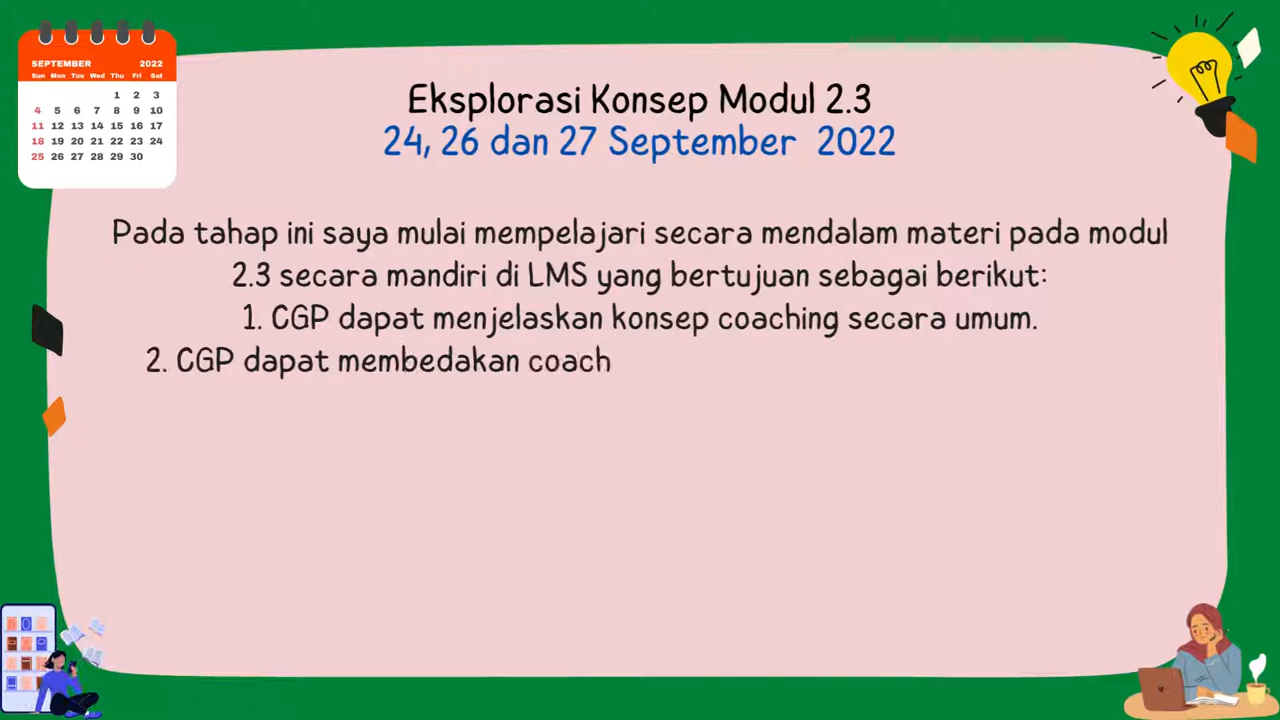 SEPTEMBER 2022
Sun Mon Tue Wed Thu Fri Sat
1 2 3
4 5 6 7 8 9 10
11 12 13 14 15 16 17
18 19 20 21 22 23 24
25 26 27 28 29 30
Eksplorasi Konsep Modul 2.3
24, 26 dan 27 September 2022
Pada tahap ini saya mulai mempelajari secara mendalam materi pada modul
2.3 secara mandiri di LMS yang bertujuan sebagai berikut:
1. CGP dapat menjelaskan konsep coaching secara umum.
2. CGP dapat membedakan coach